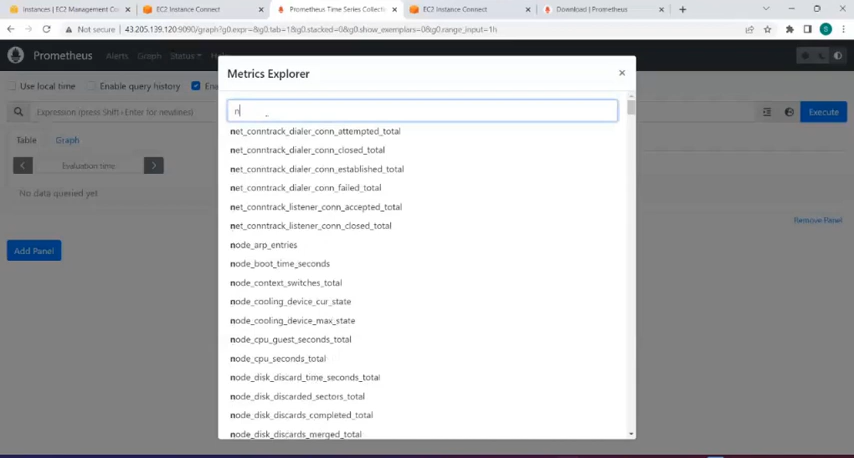 Instances | EC2 Management Co
EC2 Instance Connect
Prometheus Time Series Collecti
EC2 Instance Connect
Download | Prometheus
Not secure
43.205.139.120:9090/graph?g0.expr=&g0.tab=1&g0.stacked=0&g0.show_exemplars=0&g0.range_input=1h
Prometheus
Alerts
Graph
Status
Metrics Explorer
Use local time
Enable query history
n
Expression (press Shift+Enter for newlines)
Execute
Table
Graph
Evaluation time
No data queried yet
Remove Panel
Add Panel
net_conntrack_dialer_conn_attempted_total
net_conntrack_dialer_conn_closed_total
net_conntrack_dialer_conn_established_total
net_conntrack_dialer_conn_failed_total
net_conntrack_listener_conn_accepted_total
net_conntrack_listener_conn_closed_total
node_arp_entries
node_boot_time_seconds
node_context_switches_total
node_cooling_device_cur_state
node_cooling_device_max_state
node_cpu_guest_seconds_total
node_cpu_seconds_total
node_disk_discard_time_seconds_total
node_disk_discarded_sectors_total
node_disk_discards_completed_total
node_disk_discards_merged_total